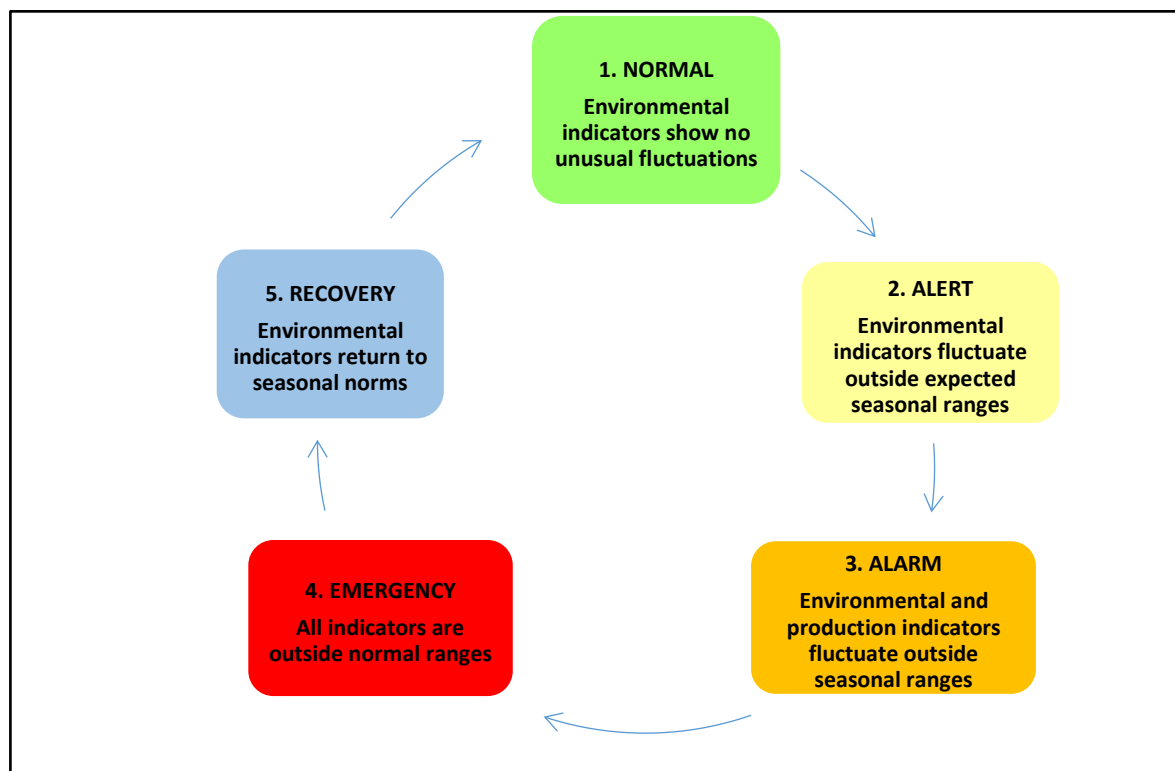 1. NORMAL
Environmental
indicators show no
unusual fluctuations
2. ALERT
Environmental
indicators fluctuate
outside expected
seasonal ranges
3. ALARM
Environmental and
production indicators
fluctuate outside
seasonal ranges
4. EMERGENCY
All indicators are
outside normal ranges
5. RECOVERY
Environmental
indicators return to
seasonal norms